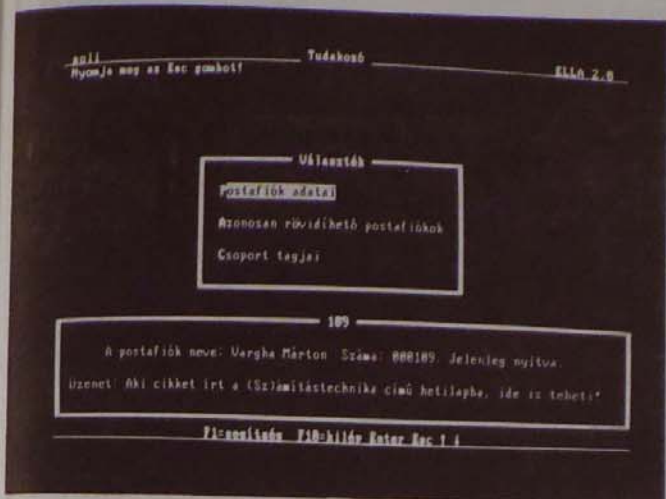 apli Tudakozó ELLA 2.0
Nyomja meg az Esc gombot!
Választék
Postafiók adatai
Azonosan rövidíthető postafiókok
Csoport tagjai
109
A postafiók neve: Vargha Márton Száma: 000109. Jelenleg nyitva.
Üzenet: Aki cikket írt a (Sz)ámítástechnika című hetilapba, ide is teheti!
F1=segítség F10=kilép Enter Esc ↑ ↓